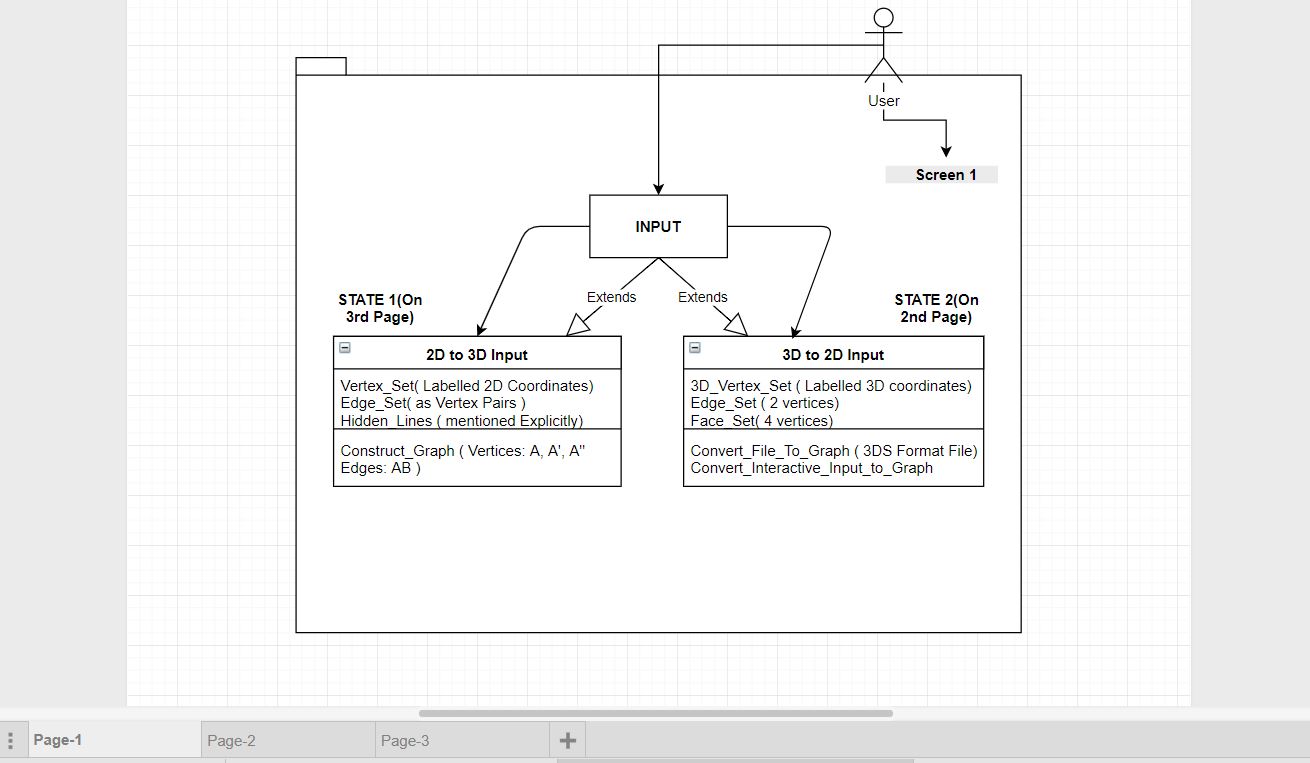 User
Screen 1
INPUT
Extends
Extends
STATE 1(On
3rd Page)
STATE 2(On
2nd Page)
2D to 3D Input
Vertex_Set( Labelled 2D Coordinates)
Edge_Set( as Vertex Pairs )
Hidden_Lines ( mentioned Explicitly)
Construct_Graph ( Vertices: A, A', A''
Edges: AB )
3D to 2D Input
3D_Vertex_Set ( Labelled 3D coordinates)
Edge_Set ( 2 vertices)
Face_Set( 4 vertices)
Convert_File_To_Graph ( 3DS Format File)
Convert_Interactive_Input_to_Graph
Page-1
Page-2
Page-3